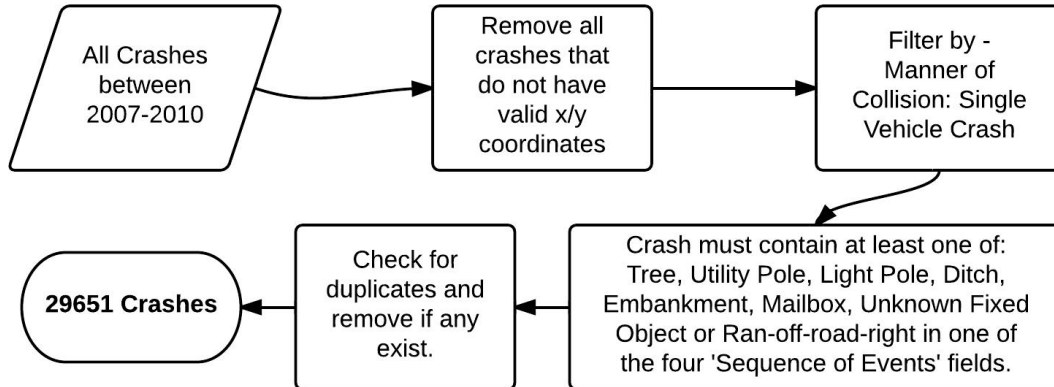 All Crashes
between
2007-2010
Remove all
crashes that
do not have
valid x/y
coordinates
Filter by -
Manner of
Collision: Single
Vehicle Crash
Crash must contain at least one of:
Tree, Utility Pole, Light Pole, Ditch,
Embankment, Mailbox, Unknown Fixed
Object or Ran-off-road-right in one of
the four 'Sequence of Events' fields.
Check for
duplicates and
remove if any
exist.
29651 Crashes